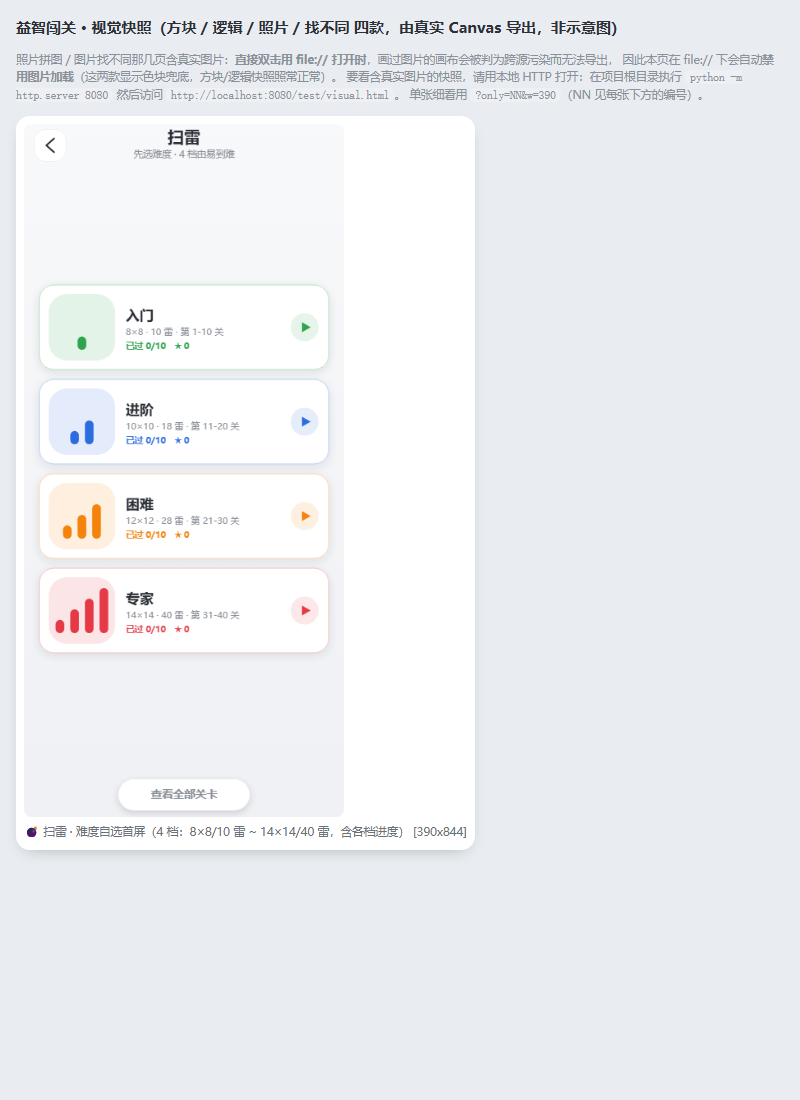 益智闯关 · 视觉快照（方块 / 逻辑 / 照片 / 找不同 四款，由真实 Canvas 导出，非示意图）
照片拼图 / 图片找不同那几页含真实图片：直接双击用 file:// 打开时，画过图片的画布会被判为跨源污染而无法导出， 因此本页在 file:// 下会自动禁
用图片加载（这两款显示色块兜底，方块/逻辑快照照常正常）。 要看含真实图片的快照，请用本地 HTTP 打开：在项目根目录执行 python -m
http.server 8080 然后访问 http://localhost:8080/test/visual.html 。 单张细看用 ?only=NN&w=390 （NN 见每张下方的编号）。
扫雷
先选难度 · 4 档由易到难
入门
8×8 · 10 雷 · 第 1-10 关
已过 0/10 ★ 0
进阶
10×10 · 18 雷 · 第 11-20 关
已过 0/10 ★ 0
困难
12×12 · 28 雷 · 第 21-30 关
已过 0/10 ★ 0
专家
14×14 · 40 雷 · 第 31-40 关
已过 0/10 ★ 0
查看全部关卡
💣 扫雷 · 难度自选首屏（4 档：8×8/10 雷 ~ 14×14/40 雷，含各档进度） [390x844]